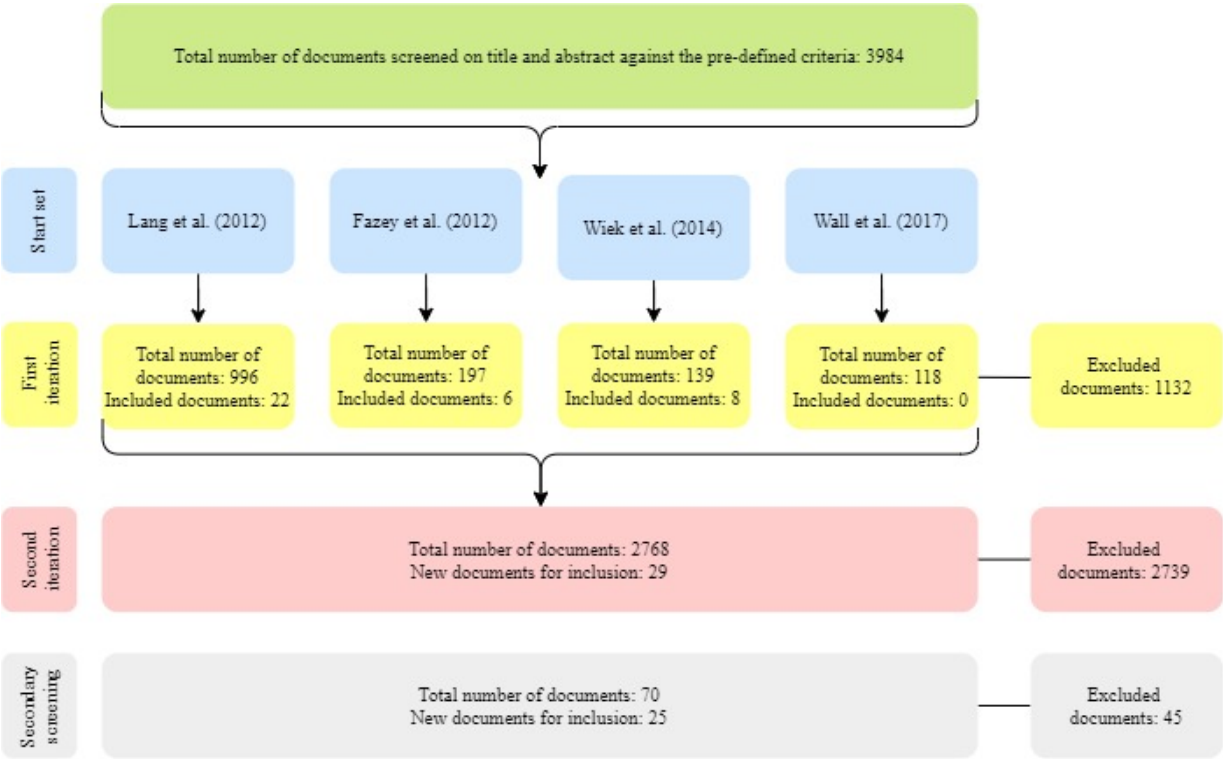 Total number of documents screened on title and abstract against the pre-defined criteria: 3984
Start set
Lang et al. (2012)
Fazey et al. (2012)
Wiek et al. (2014)
Wall et al. (2017)
First
iteration
Total number of
documents: 996
Included documents: 22
Total number of
documents: 197
Included documents: 6
Total number of
documents: 139
Included documents: 8
Total number of
documents: 118
Included documents: 0
Excluded
documents: 1132
Second
iteration
Total number of documents: 2768
New documents for inclusion: 29
Excluded
documents: 2739
Secondary
screening
Total number of documents: 70
New documents for inclusion: 25
Excluded
documents: 45